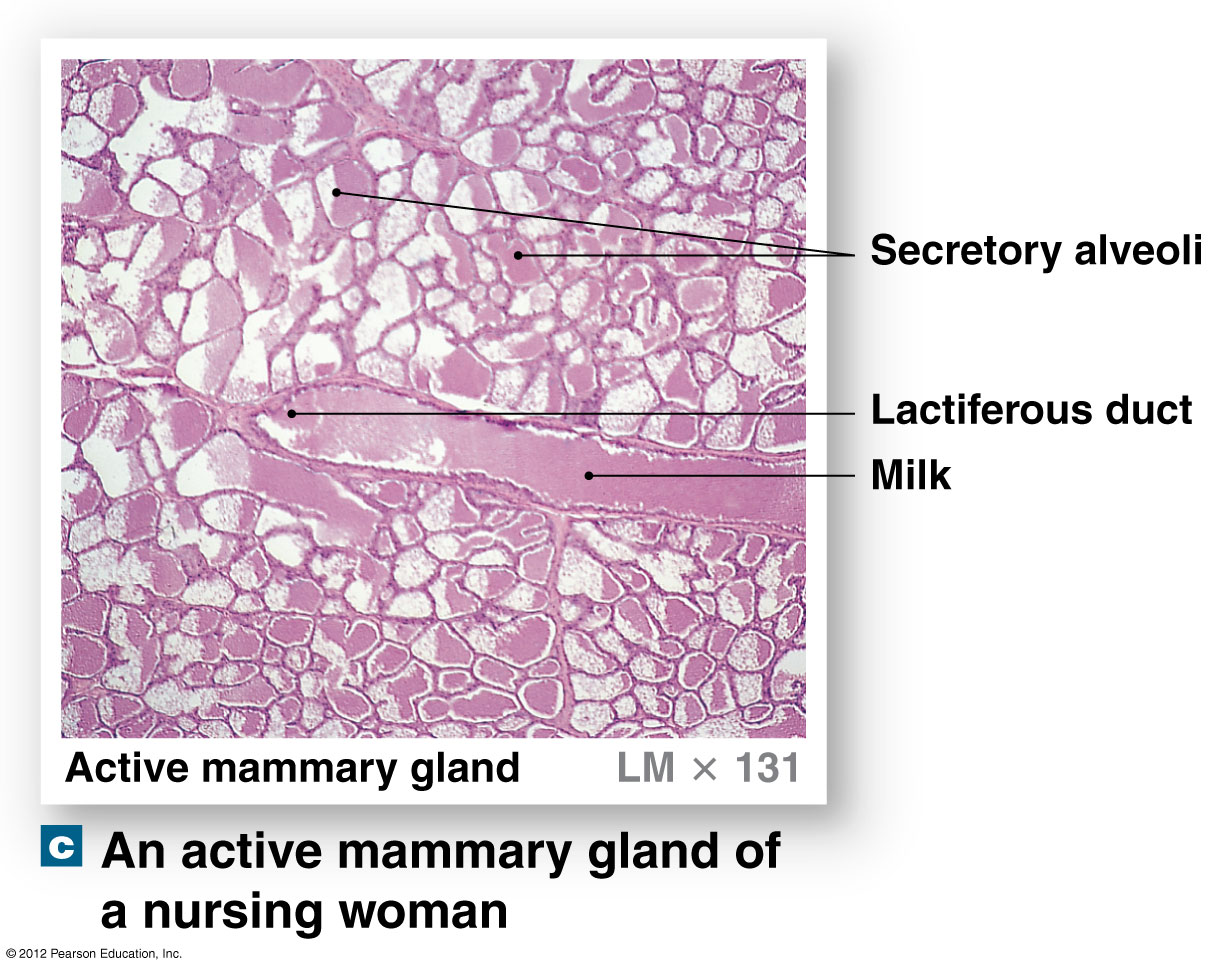 Secretory alveoli
Lactiferous duct
Milk
Active mammary gland LM × 131
c An active mammary gland of
a nursing woman
© 2012 Pearson Education, Inc.